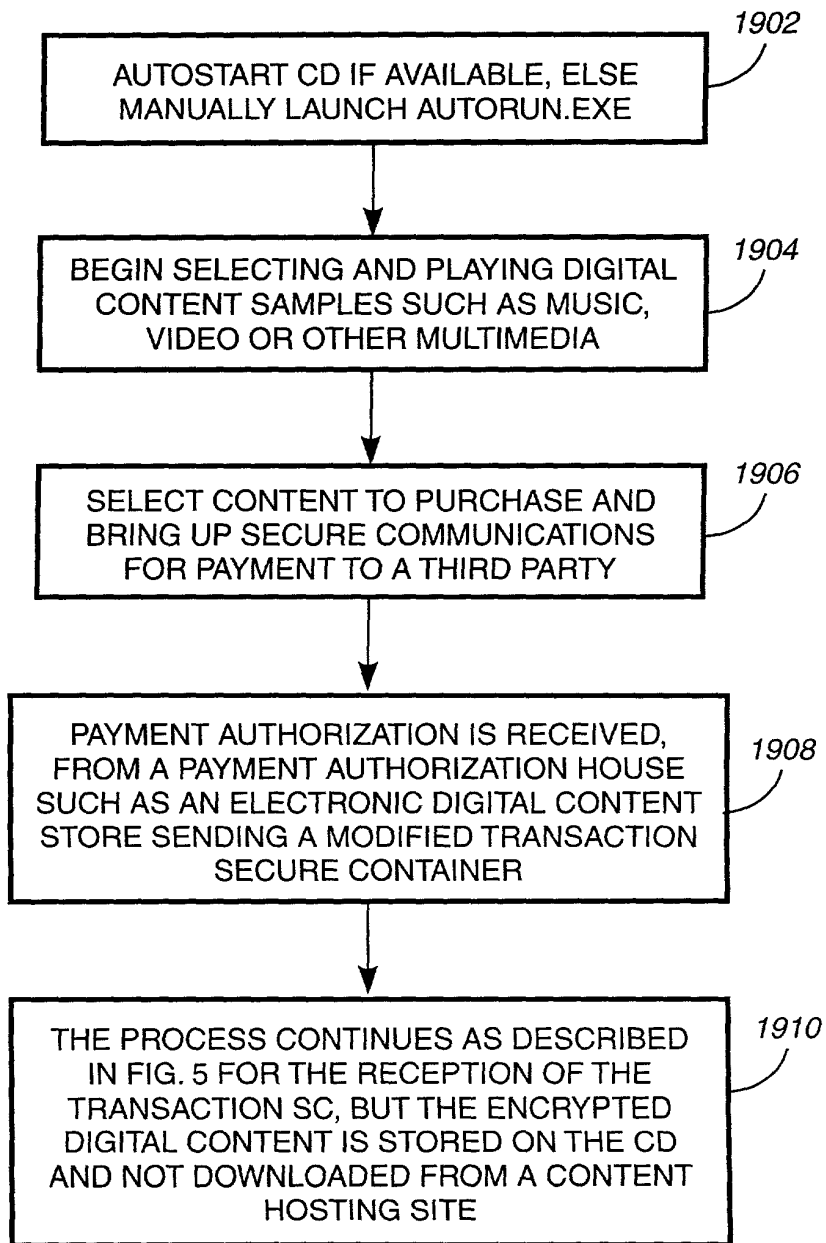 1902
AUTOSTART CD IF AVAILABLE, ELSE
MANUALLY LAUNCH AUTORUN.EXE
1904
BEGIN SELECTING AND PLAYING DIGITAL
CONTENT SAMPLES SUCH AS MUSIC,
VIDEO OR OTHER MULTIMEDIA
1906
SELECT CONTENT TO PURCHASE AND
BRING UP SECURE COMMUNICATIONS
FOR PAYMENT TO A THIRD PARTY
1908
PAYMENT AUTHORIZATION IS RECEIVED,
FROM A PAYMENT AUTHORIZATION HOUSE
SUCH AS AN ELECTRONIC DIGITAL CONTENT
STORE SENDING A MODIFIED TRANSACTION
SECURE CONTAINER
1910
THE PROCESS CONTINUES AS DESCRIBED
IN FIG. 5 FOR THE RECEPTION OF THE
TRANSACTION SC, BUT THE ENCRYPTED
DIGITAL CONTENT IS STORED ON THE CD
AND NOT DOWNLOADED FROM A CONTENT
HOSTING SITE